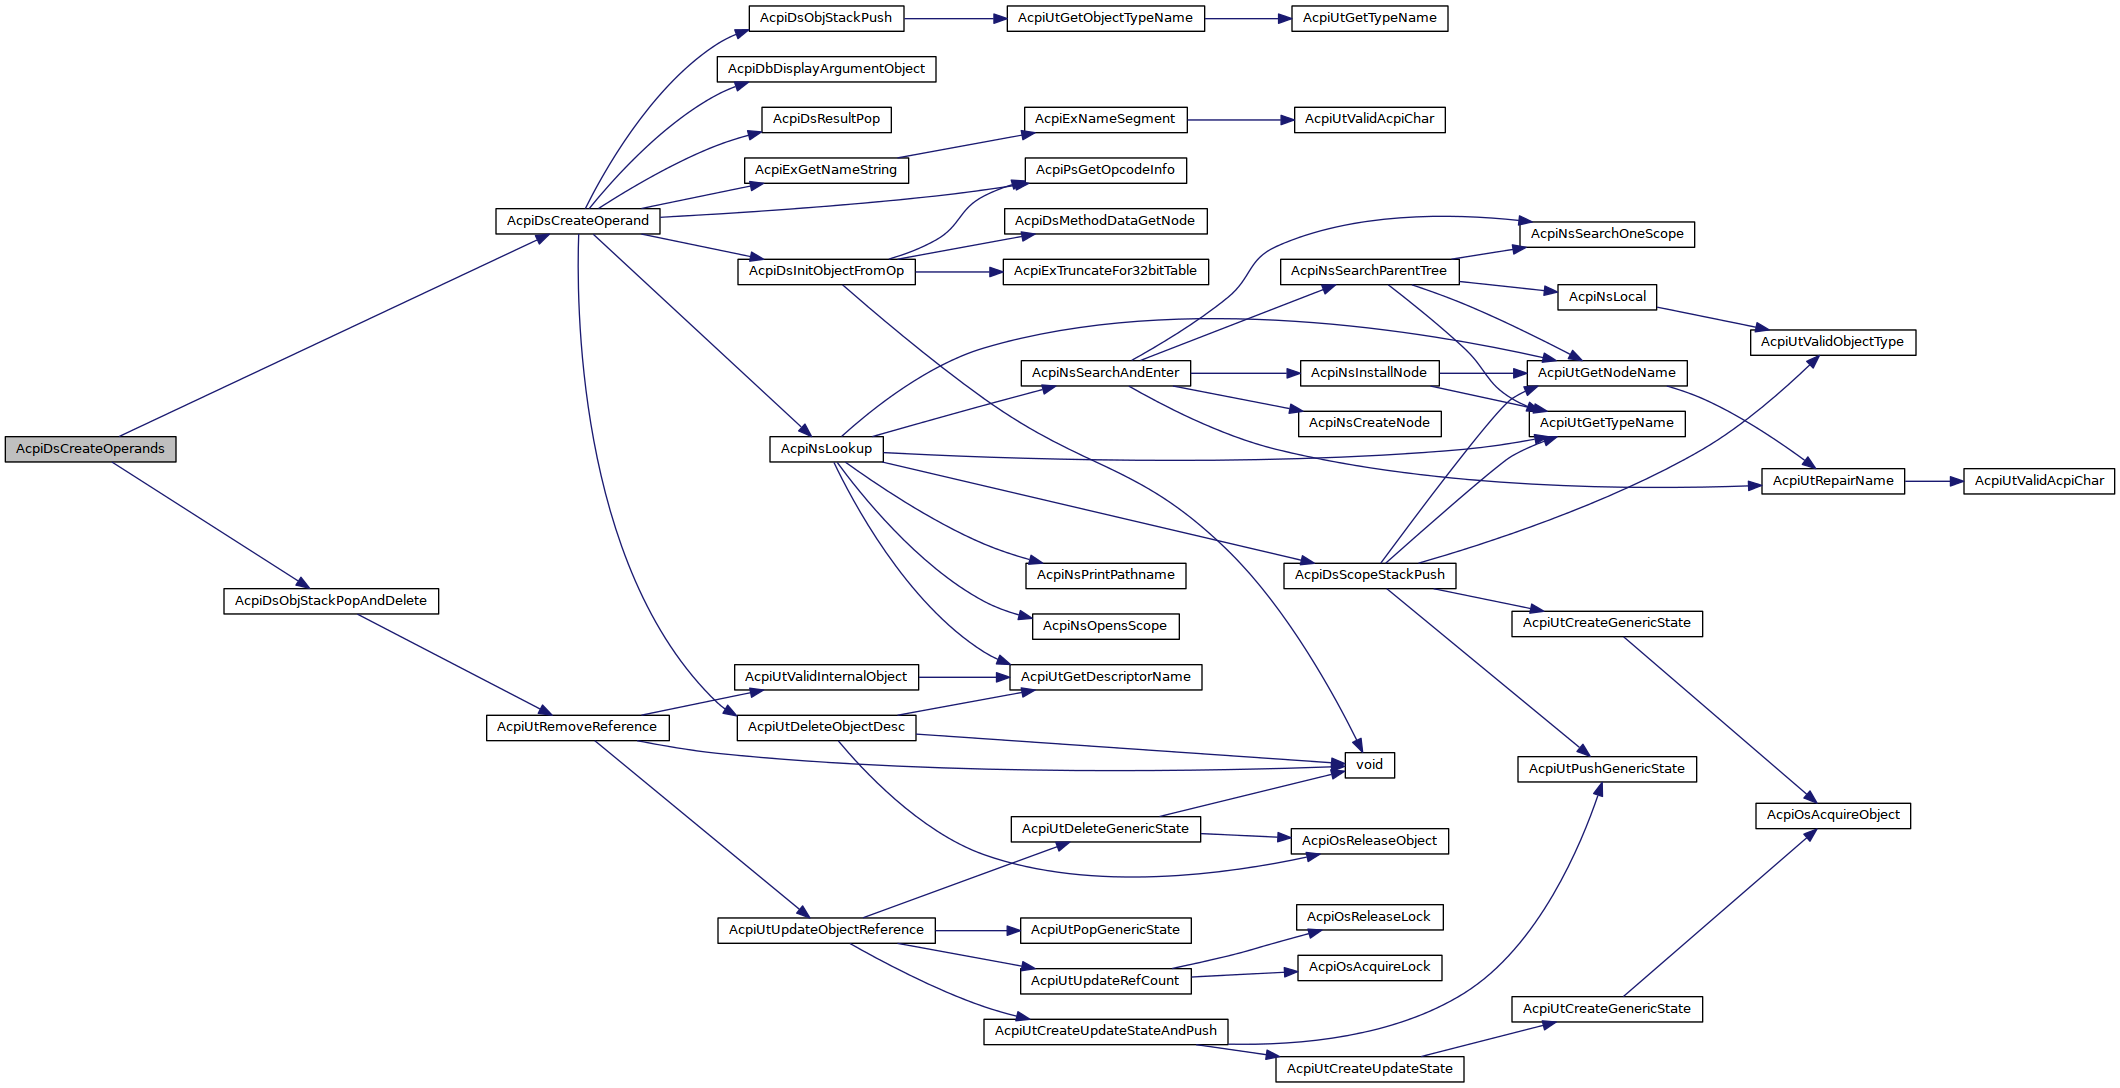 AcpiDsObjStackPush
AcpiUtGetObjectTypeName
AcpiUtGetTypeName
AcpiDbDisplayArgumentObject
AcpiDsResultPop
AcpiExNameSegment
AcpiUtValidAcpiChar
AcpiExGetNameString
AcpiPsGetOpcodeInfo
AcpiDsCreateOperand
AcpiDsMethodDataGetNode
AcpiNsSearchOneScope
AcpiDsInitObjectFromOp
AcpiExTruncateFor32bitTable
AcpiNsSearchParentTree
AcpiNsLocal
AcpiUtValidObjectType
AcpiNsSearchAndEnter
AcpiNsInstallNode
AcpiUtGetNodeName
AcpiNsCreateNode
AcpiUtGetTypeName
AcpiDsCreateOperands
AcpiNsLookup
AcpiUtRepairName
AcpiUtValidAcpiChar
AcpiNsPrintPathname
AcpiDsScopeStackPush
AcpiDsObjStackPopAndDelete
AcpiNsOpensScope
AcpiUtCreateGenericState
AcpiUtValidInternalObject
AcpiUtGetDescriptorName
AcpiUtRemoveReference
AcpiUtDeleteObjectDesc
void
AcpiUtPushGenericState
AcpiOsAcquireObject
AcpiUtDeleteGenericState
AcpiOsReleaseObject
AcpiUtUpdateObjectReference
AcpiUtPopGenericState
AcpiOsReleaseLock
AcpiUtUpdateRefCount
AcpiOsAcquireLock
AcpiUtCreateUpdateStateAndPush
AcpiUtCreateGenericState
AcpiUtCreateUpdateState